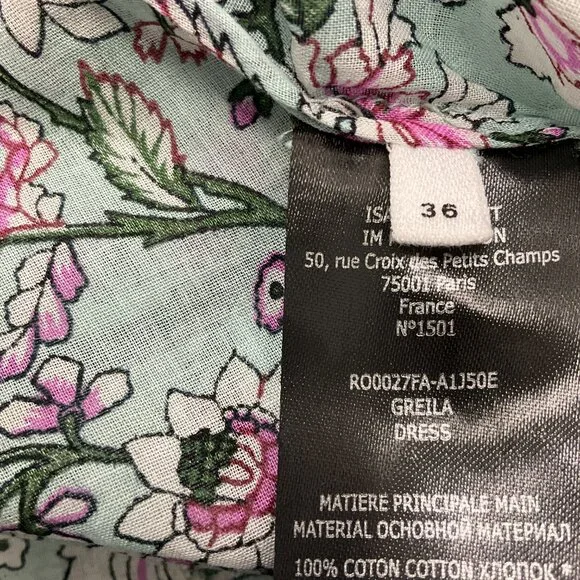 36
IM
50, rue Croix des Petits Champs
75001 Paris
France
N°1501
RO0027FA-A1J50E
GREILA
DRESS
MATIERE PRINCIPALE MAIN
MATERIAL ОСНОВНОЙ МАТЕРИАЛ
100% COTON COTTON ХЛОПОК *